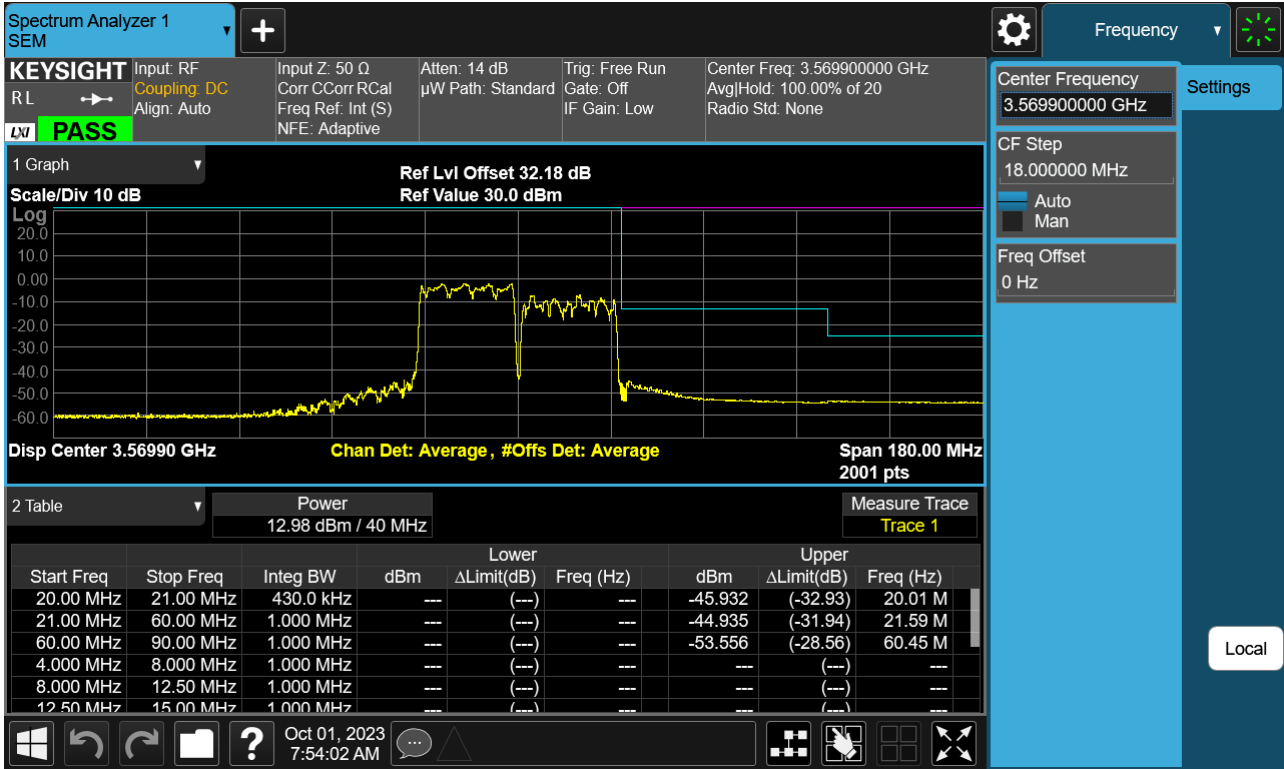 Spectrum Analyzer 1
SEM
+
Frequency
KEYSIGHT
RL
LXI
PASS
Input: RF
Coupling: DC
Align: Auto
Input Z: 50 Ω
Corr CCorr RCal
Freq Ref: Int (S)
NFE: Adaptive
Atten: 14 dB
µW Path: Standard
Trig: Free Run
Gate: Off
IF Gain: Low
Center Freq: 3.569900000 GHz
Avg|Hold: 100.00% of 20
Radio Std: None
Center Frequency
3.569900000 GHz
Settings
CF Step
18.000000 MHz
Auto
Man
Freq Offset
0 Hz
1 Graph
Scale/Div 10 dB
Ref Lvl Offset 32.18 dB
Ref Value 30.0 dBm
Log
20.0
10.0
0.00
-10.0
-20.0
-30.0
-40.0
-50.0
-60.0
Disp Center 3.56990 GHz
Chan Det: Average , #Offs Det: Average
Span 180.00 MHz
2001 pts
2 Table
Power
12.98 dBm / 40 MHz
Measure Trace
Trace 1
Lower Upper
Start Freq Stop Freq Integ BW dBm ΔLimit(dB) Freq (Hz) dBm ΔLimit(dB) Freq (Hz)
20.00 MHz 21.00 MHz 430.0 kHz --- (---) --- -45.932 (-32.93) 20.01 M
21.00 MHz 60.00 MHz 1.000 MHz --- (---) --- -44.935 (-31.94) 21.59 M
60.00 MHz 90.00 MHz 1.000 MHz --- (---) --- -53.556 (-28.56) 60.45 M
4.000 MHz 8.000 MHz 1.000 MHz --- (---) --- --- (---) ---
8.000 MHz 12.50 MHz 1.000 MHz --- (---) --- --- (---) ---
12.50 MHz 15.00 MHz 1.000 MHz --- (---) --- --- (---) ---
Local
?
Oct 01, 2023
7:54:02 AM